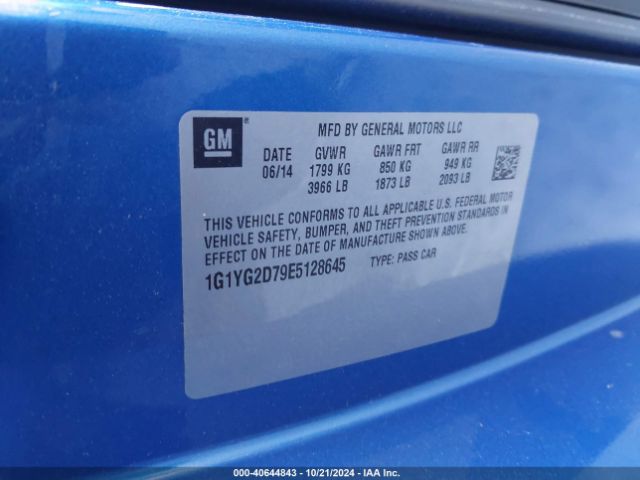 GM
MFD BY GENERAL MOTORS LLC
DATE GVWR GAWR FRT GAWR RR
06/14 1799 KG 850 KG 949 KG
3966 LB 1873 LB 2093 LB
THIS VEHICLE CONFORMS TO ALL APPLICABLE U.S. FEDERAL MOTOR
VEHICLE SAFETY, BUMPER, AND THEFT PREVENTION STANDARDS IN
EFFECT ON THE DATE OF MANUFACTURE SHOWN ABOVE.
1G1YG2D79E5128645 TYPE: PASS CAR
000-40644843 / 10/21/2024 / IAA Inc.